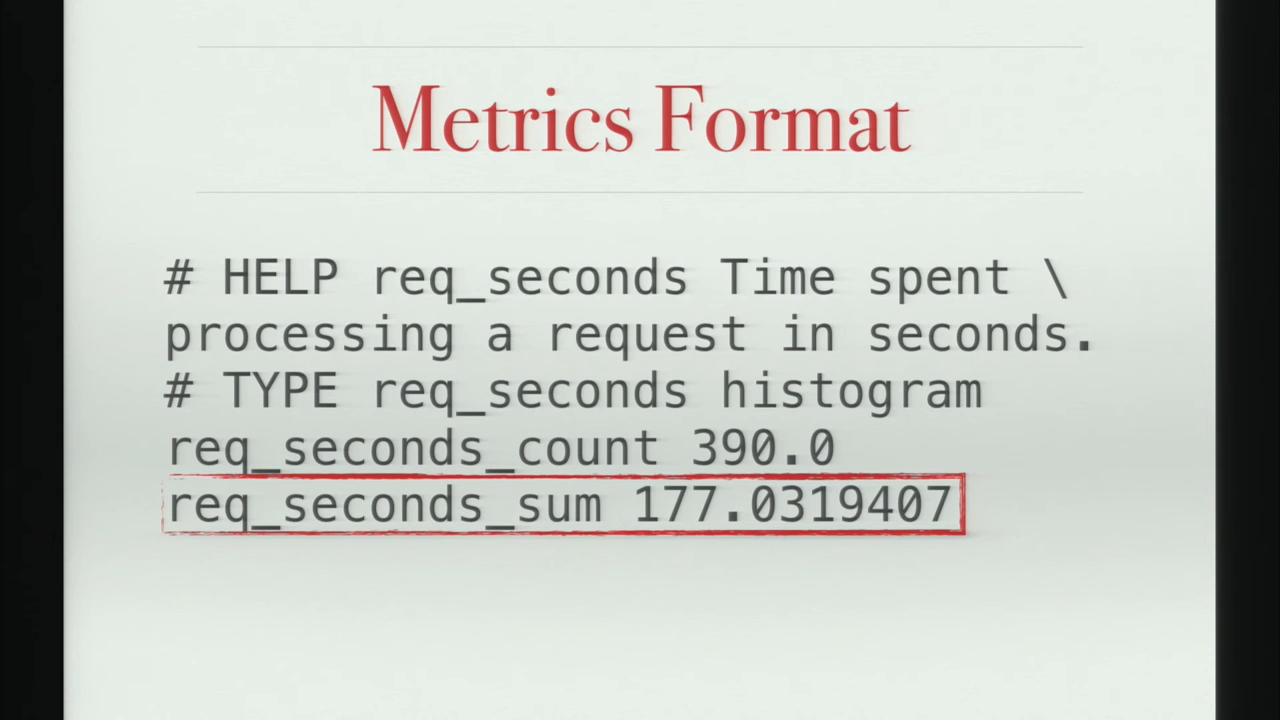 Metrics Format
# HELP req_seconds Time spent \
processing a request in seconds.
# TYPE req_seconds histogram
req_seconds_count 390.0
req_seconds_sum 177.0319407